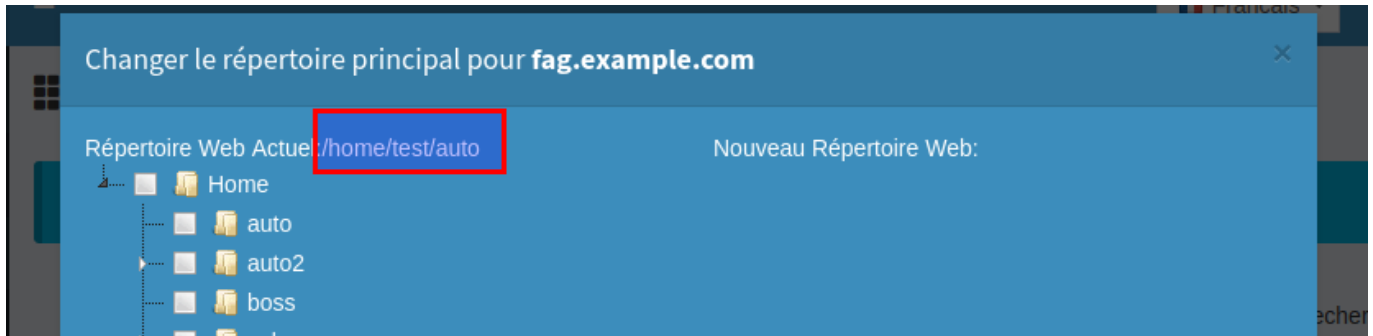 Français
Changer le répertoire principal pour fag.example.com
×
Répertoire Web Actuel:/home/test/auto
Nouveau Répertoire Web:
Home
auto
auto2
boss